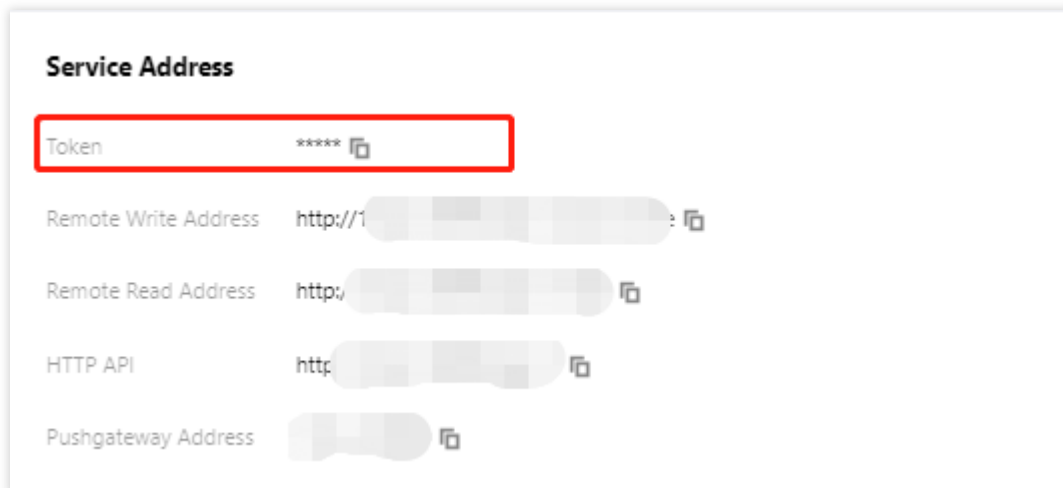 Service Address
Token *****
Remote Write Address http://1
Remote Read Address http:/
HTTP API http
Pushgateway Address